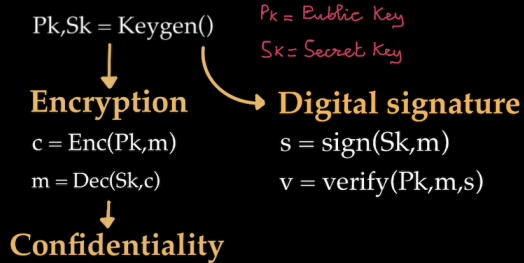 Pk,Sk = Keygen()
Pk = Public Key
Sk = Secret Key
Encryption
c = Enc(Pk,m)
m = Dec(Sk,c)
Confidentiality
Digital signature
s = sign(Sk,m)
v = verify(Pk,m,s)